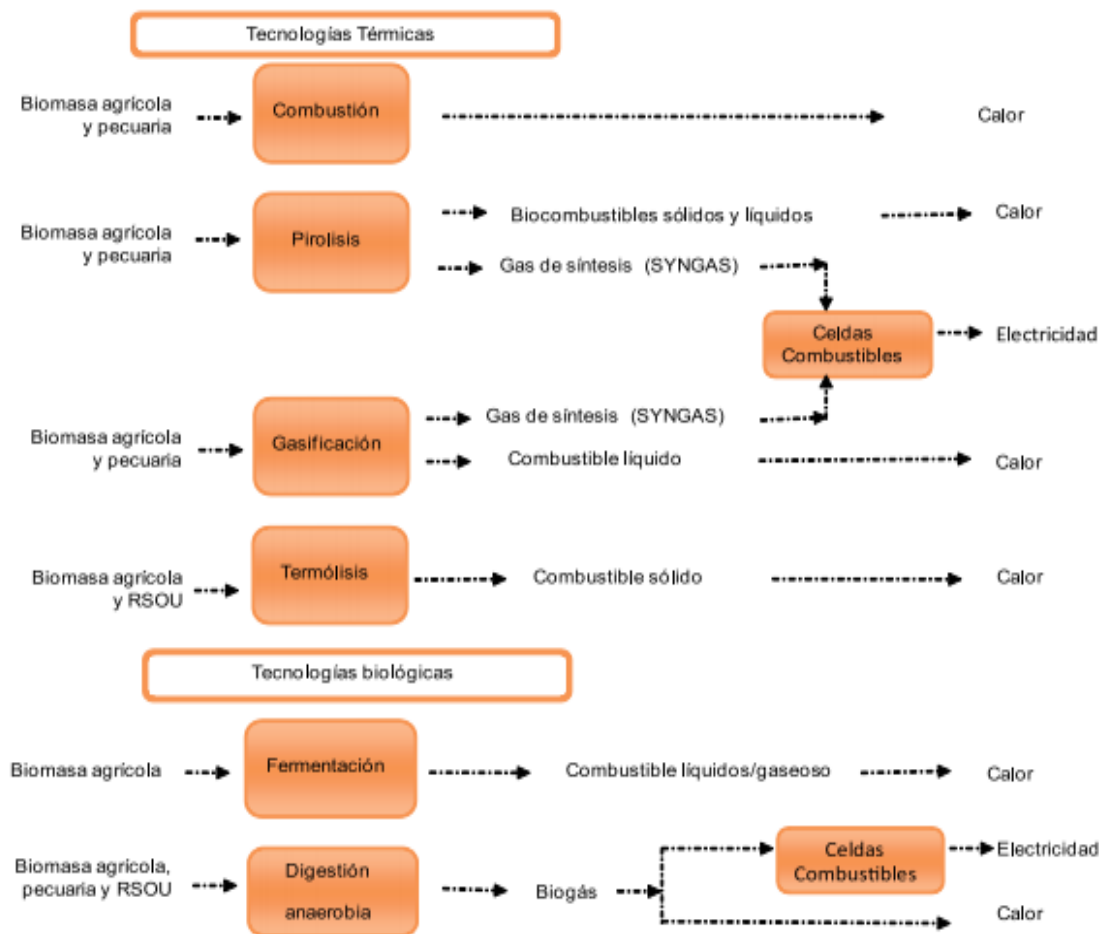 Tecnologías Térmicas
Biomasa agrícola
y pecuaria
Combustión
Calor
Biomasa agrícola
y pecuaria
Pirolisis
Biocombustibles sólidos y líquidos
Calor
Gas de síntesis (SYNGAS)
Celdas
Combustibles
Electricidad
Biomasa agrícola
y pecuaria
Gasificación
Gas de síntesis (SYNGAS)
Combustible líquido
Calor
Biomasa agrícola
y RSOU
Termólisis
Combustible sólido
Calor
Tecnologías biológicas
Biomasa agrícola
Fermentación
Combustible líquidos/gaseoso
Calor
Biomasa agrícola,
pecuaria y RSOU
Digestión
anaerobia
Biogás
Celdas
Combustibles
Electricidad
Calor